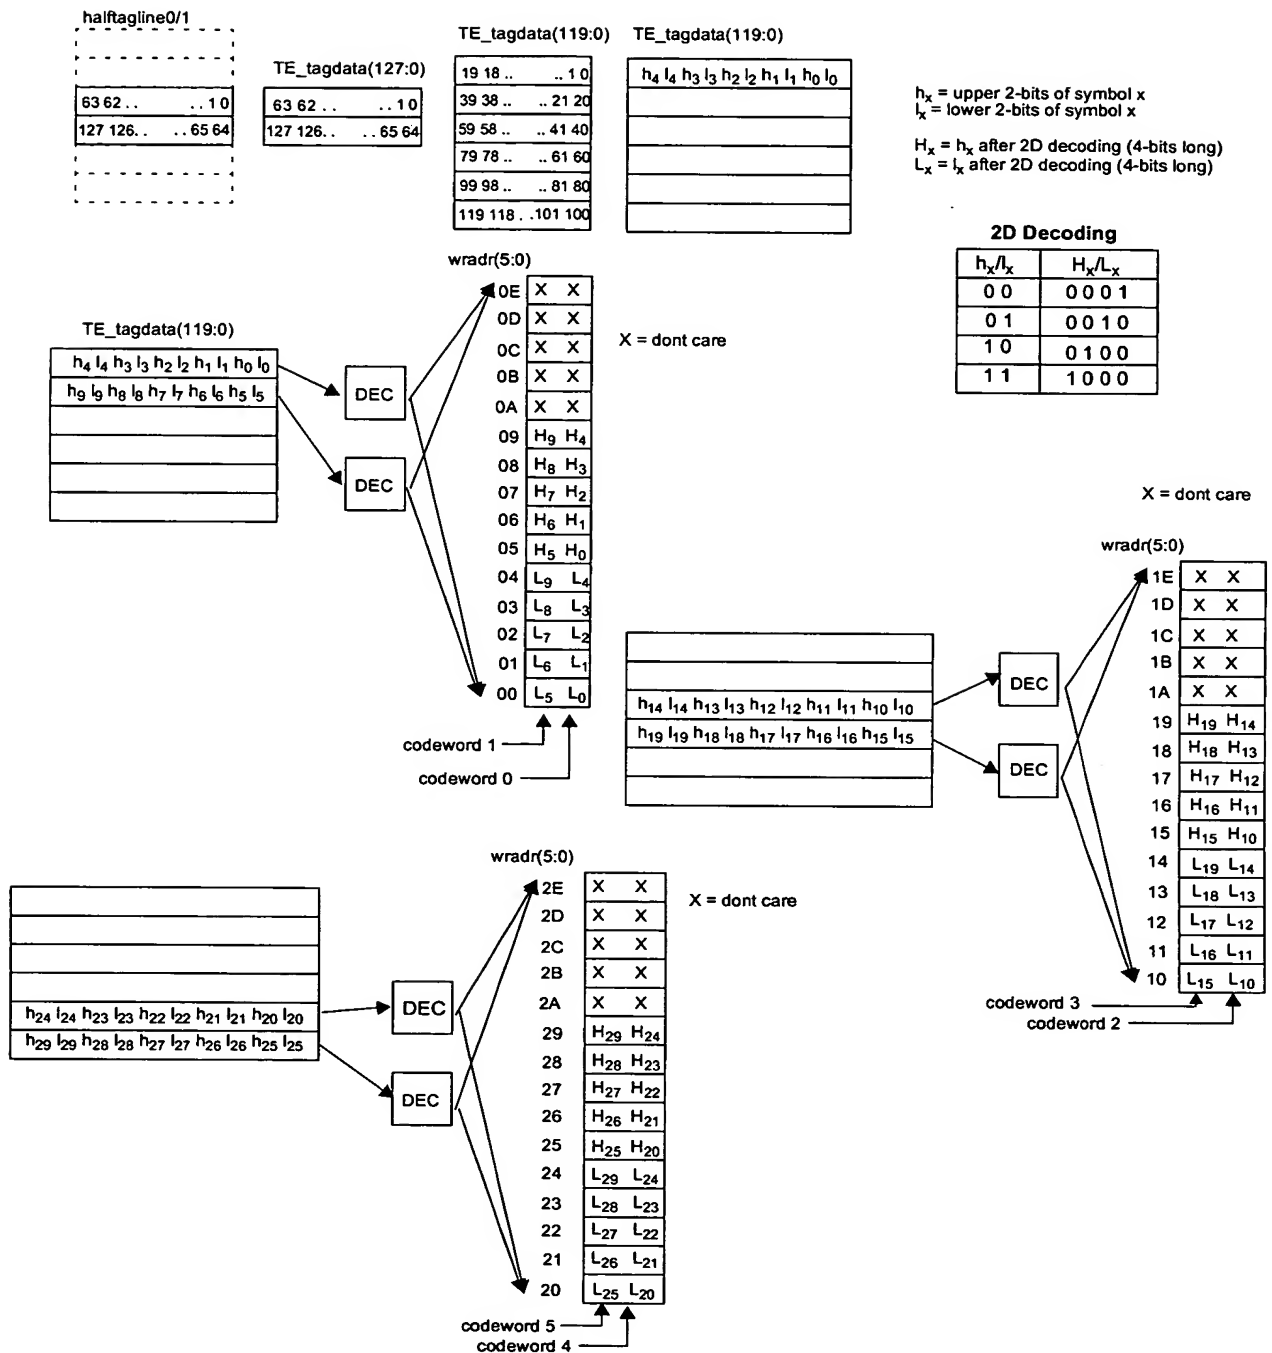 halftagline0/1
63 62 . . . . 1 0
127 126. . . . 65 64
TE_tagdata(127:0)
63 62 . . . . 1 0
127 126. . . . 65 64
TE_tagdata(119:0)
19 18 .. .. 1 0
39 38 .. .. 21 20
59 58 .. .. 41 40
79 78 .. .. 61 60
99 98 .. .. 81 80
119 118 . . 101 100
TE_tagdata(119:0)
h4 l4 h3 l3 h2 l2 h1 l1 h0 l0
hx = upper 2-bits of symbol x
lx = lower 2-bits of symbol x
Hx = hx after 2D decoding (4-bits long)
Lx = lx after 2D decoding (4-bits long)
2D Decoding
hx/lx Hx/Lx
0 0 0 0 0 1
0 1 0 0 1 0
1 0 0 1 0 0
1 1 1 0 0 0
TE_tagdata(119:0)
h4 l4 h3 l3 h2 l2 h1 l1 h0 l0
h9 l9 h8 l8 h7 l7 h6 l6 h5 l5
DEC
DEC
wradr(5:0)
0E X X
0D X X
0C X X
0B X X
0A X X
09 H9 H4
08 H8 H3
07 H7 H2
06 H6 H1
05 H5 H0
04 L9 L4
03 L8 L3
02 L7 L2
01 L6 L1
00 L5 L0
X = dont care
codeword 1
codeword 0
h14 l14 h13 l13 h12 l12 h11 l11 h10 l10
h19 l19 h18 l18 h17 l17 h16 l16 h15 l15
DEC
DEC
X = dont care
wradr(5:0)
1E X X
1D X X
1C X X
1B X X
1A X X
19 H19 H14
18 H18 H13
17 H17 H12
16 H16 H11
15 H15 H10
14 L19 L14
13 L18 L13
12 L17 L12
11 L16 L11
10 L15 L10
codeword 3
codeword 2
h24 l24 h23 l23 h22 l22 h21 l21 h20 l20
h29 l29 h28 l28 h27 l27 h26 l26 h25 l25
DEC
DEC
wradr(5:0)
2E X X
2D X X
2C X X
2B X X
2A X X
29 H29 H24
28 H28 H23
27 H27 H22
26 H26 H21
25 H25 H20
24 L29 L24
23 L28 L23
22 L27 L22
21 L26 L21
20 L25 L20
X = dont care
codeword 5
codeword 4